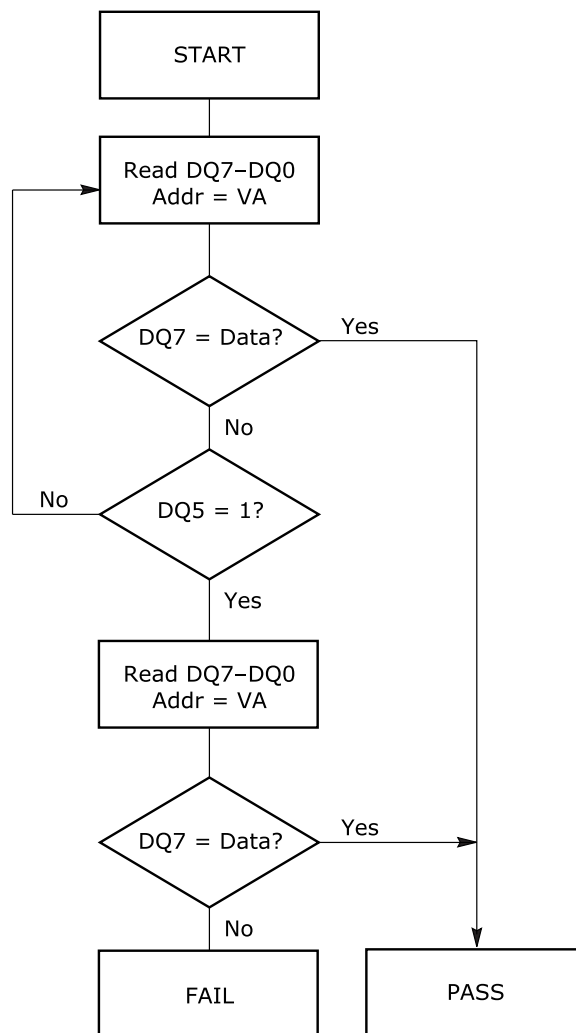 START
Read DQ7–DQ0
Addr = VA
DQ7 = Data?
Yes
No
DQ5 = 1?
No
Yes
Read DQ7–DQ0
Addr = VA
DQ7 = Data?
Yes
No
FAIL
PASS